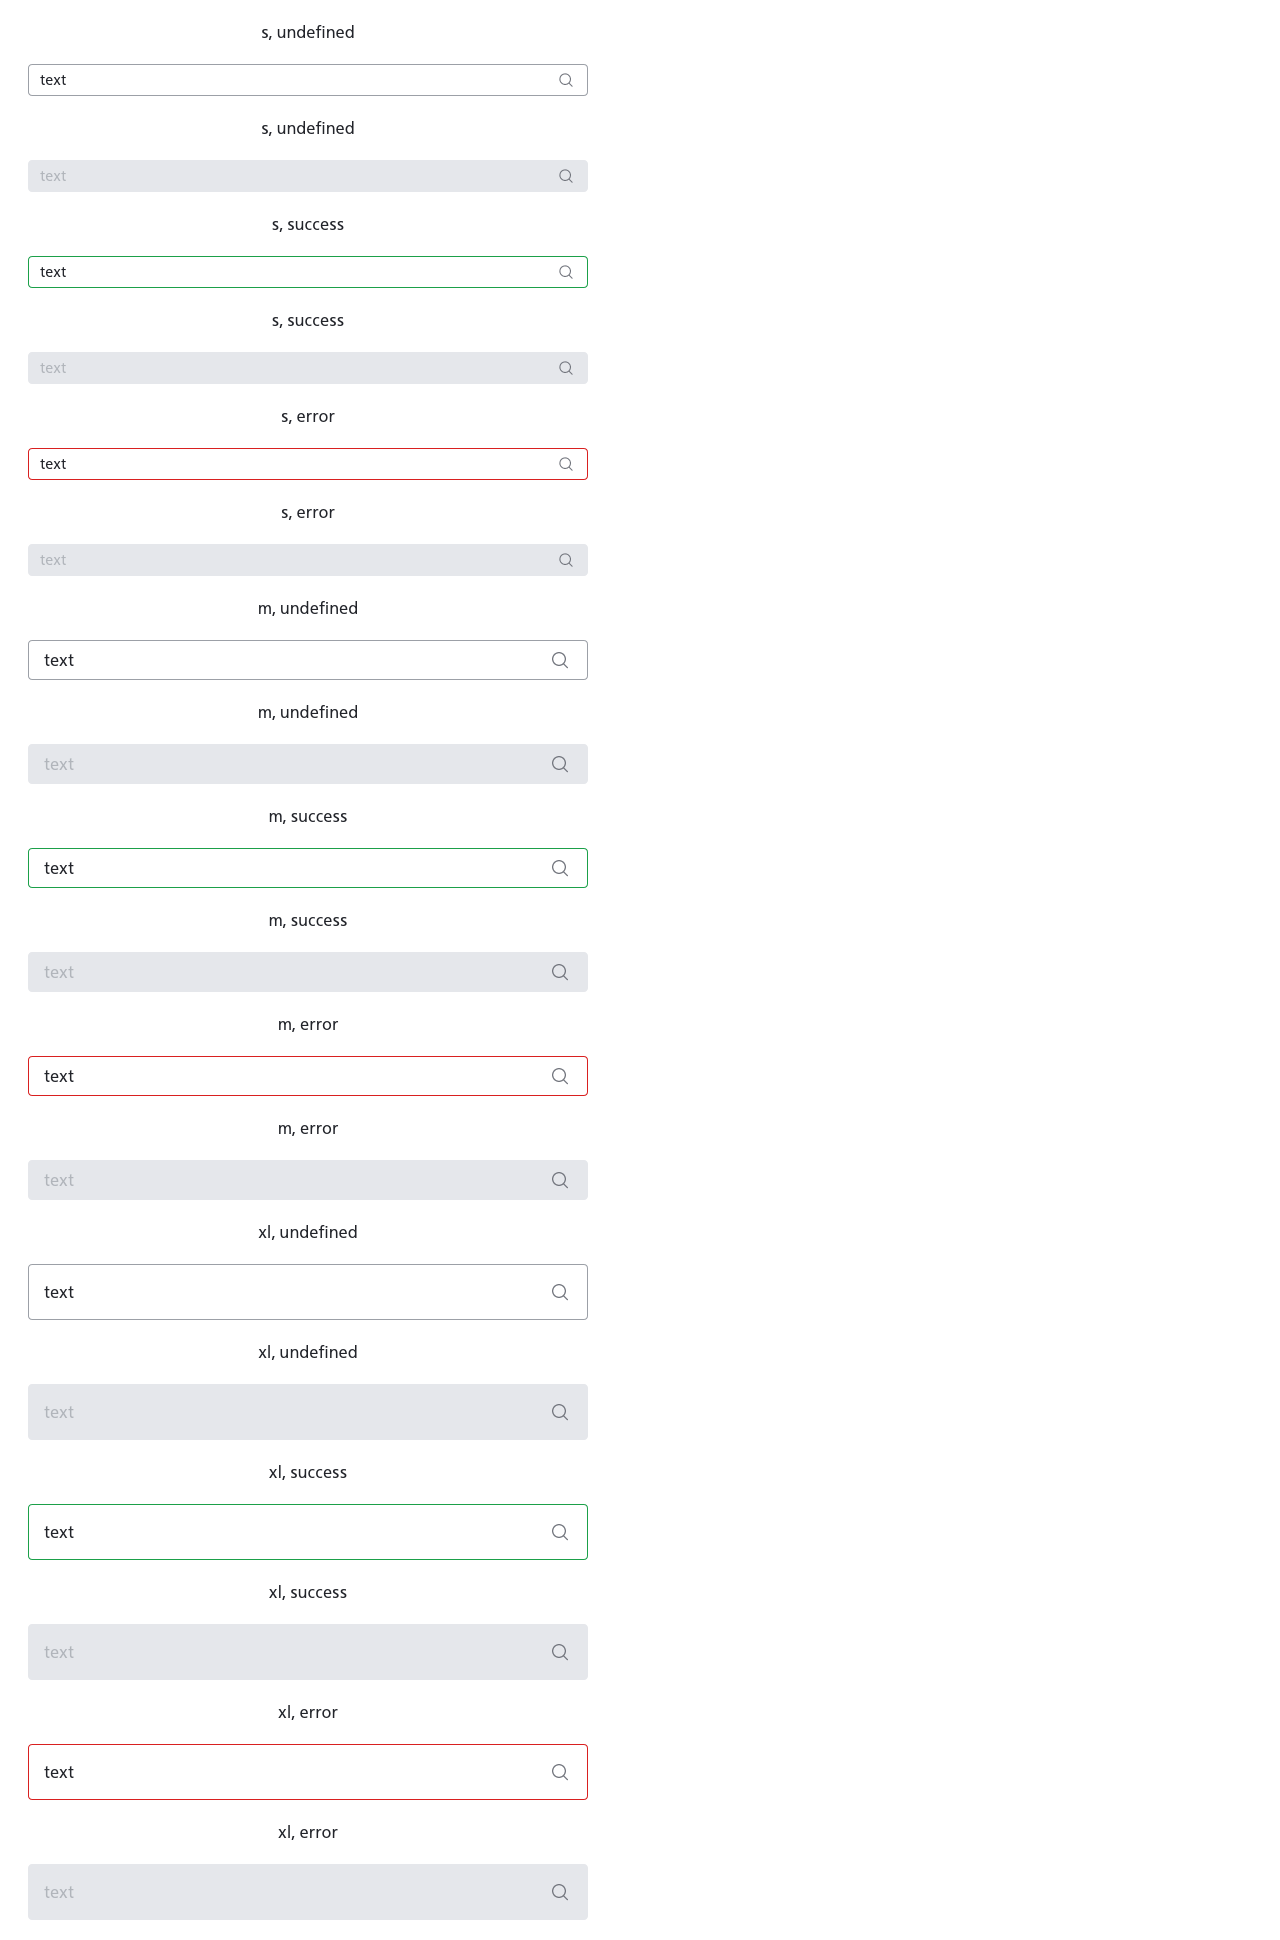 s, undefined
text
s, undefined
text
s, success
text
s, success
text
s, error
text
s, error
text
m, undefined
text
m, undefined
text
m, success
text
m, success
text
m, error
text
m, error
text
xl, undefined
text
xl, undefined
text
xl, success
text
xl, success
text
xl, error
text
xl, error
text